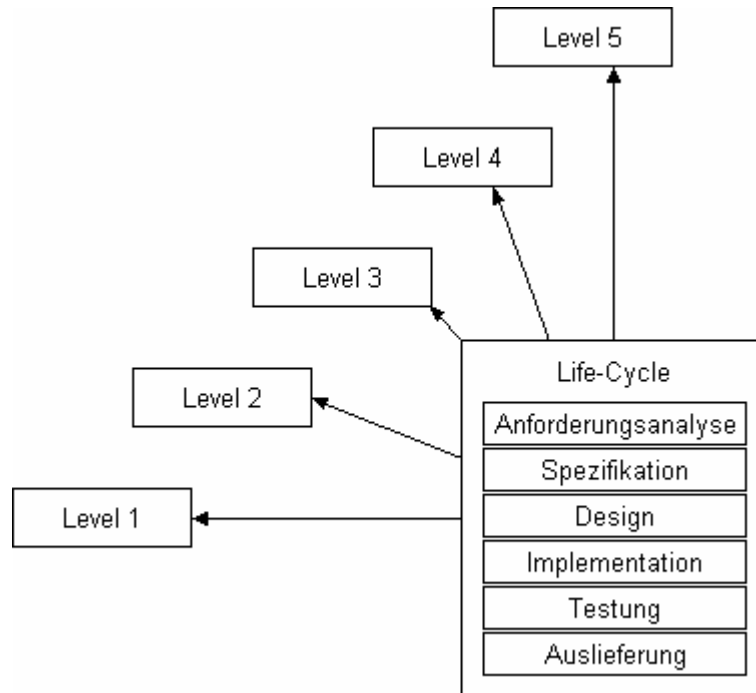 Level 5
Level 4
Level 3
Level 2
Level 1
Life-Cycle
Anforderungsanalyse
Spezifikation
Design
Implementation
Testung
Auslieferung